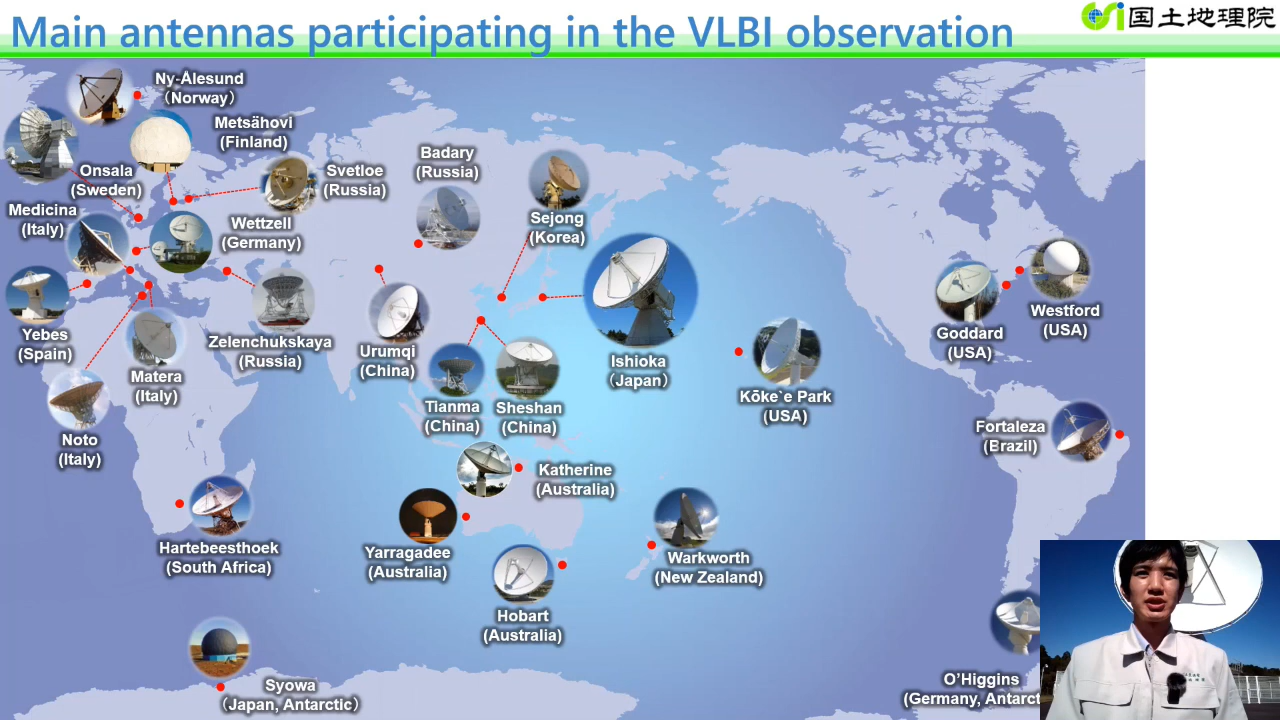 Main antennas participating in the VLBI observation
国土地理院
Ny-Ålesund
（Norway）
Metsähovi
(Finland)
Onsala
(Sweden)
Svetloe
(Russia)
Badary
(Russia)
Sejong
(Korea)
Medicina
(Italy)
Wettzell
(Germany)
Yebes
(Spain)
Zelenchukskaya
(Russia)
Matera
(Italy)
Urumqi
(China)
Tianma
(China)
Sheshan
(China)
Ishioka
（Japan）
Kōke`e Park
(USA)
Goddard
(USA)
Westford
(USA)
Noto
(Italy)
Fortaleza
(Brazil)
Katherine
(Australia)
Hartebeesthoek
(South Africa)
Yarragadee
(Australia)
Warkworth
(New Zealand)
Hobart
(Australia)
Syowa
（Japan, Antarctic）
O’Higgins
(Germany, Antarct